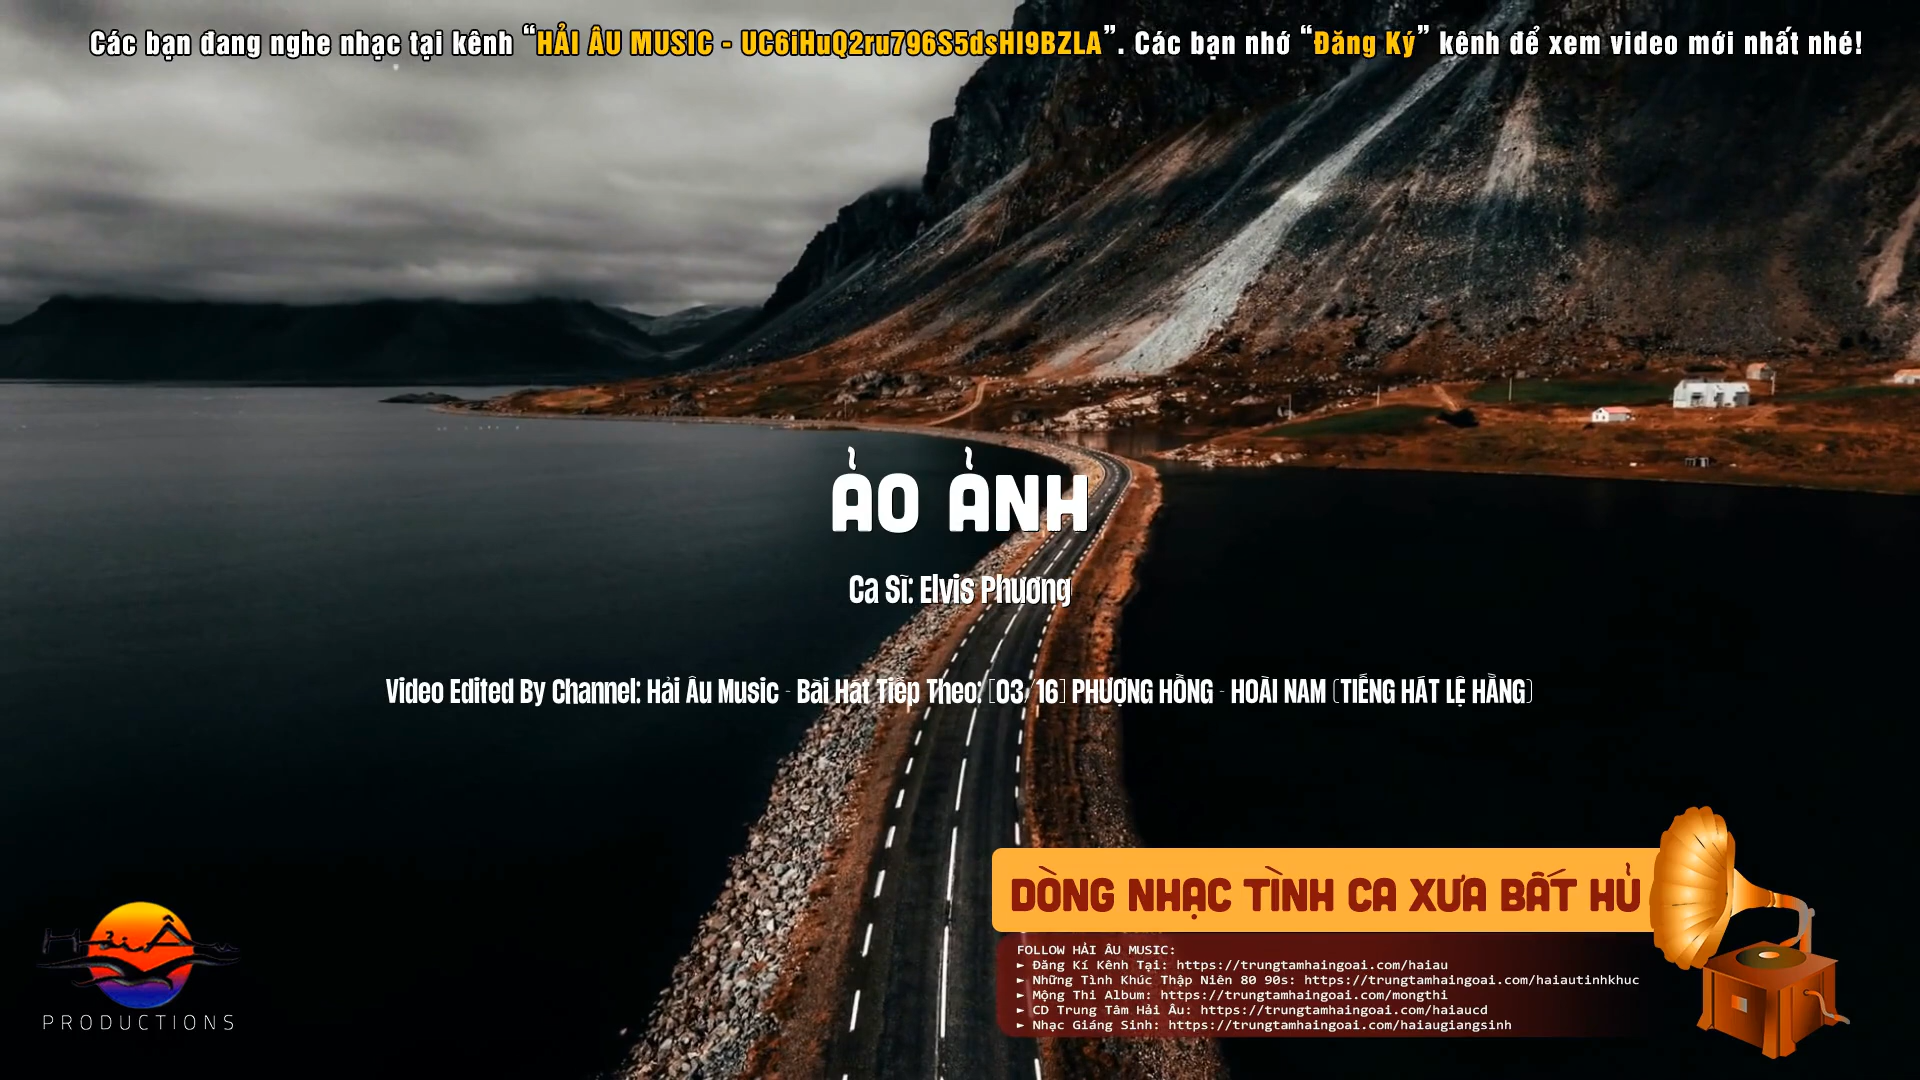 Các bạn đang nghe nhạc tại kênh “HẢI ÂU MUSIC - UC6iHuQ2ru796S5dsHI9BZLA”. Các bạn nhớ “Đăng Ký” kênh để xem video mới nhất nhé!
ẢO ẢNH
Ca Sĩ: Elvis Phương
Video Edited By Channel: Hải Âu Music - Bài Hát Tiếp Theo: [03/16] PHƯỢNG HỒNG - HOÀI NAM (TIẾNG HÁT LỆ HẰNG)
DÒNG NHẠC TÌNH CA XƯA BẤT HỦ
FOLLOW HẢI ÂU MUSIC:
► Đăng Kí Kênh Tại: https://trungtamhaingoai.com/haiau
► Những Tình Khúc Thập Niên 80 90s: https://trungtamhaingoai.com/haiautinhkhuc
► Mộng Thi Album: https://trungtamhaingoai.com/mongthi
► CD Trung Tâm Hải Âu: https://trungtamhaingoai.com/haiaucd
► Nhạc Giáng Sinh: https://trungtamhaingoai.com/haiaugiangsinh
Hải Âu
PRODUCTIONS